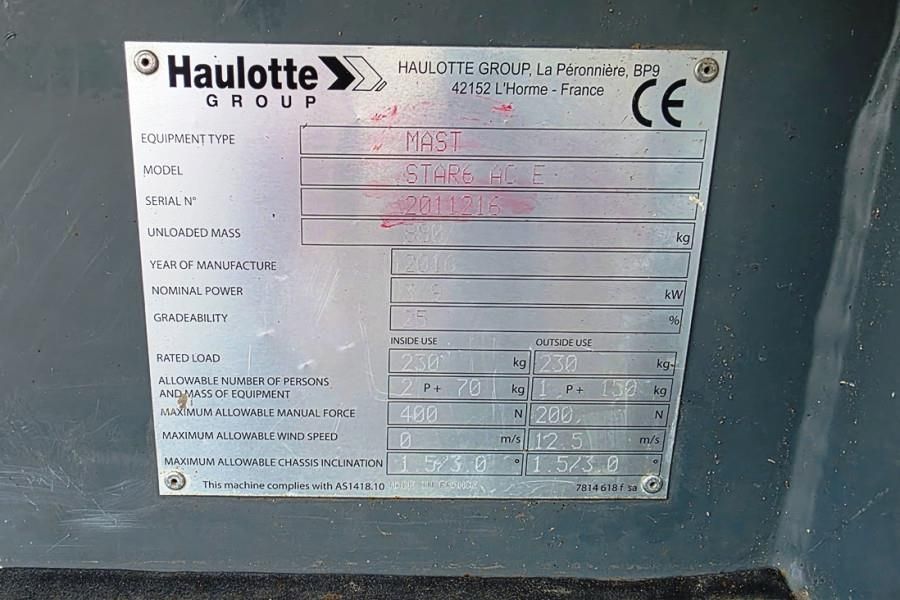 Haulotte
GROUP
HAULOTTE GROUP, La Péronnière, BP9
42152 L'Horme - France
CE
EQUIPMENT TYPE MAST
MODEL STAR6 AC E
SERIAL N° 2011216
UNLOADED MASS kg
YEAR OF MANUFACTURE
NOMINAL POWER kW
GRADEABILITY 25 %
INSIDE USE OUTSIDE USE
RATED LOAD 230 kg 230 kg
ALLOWABLE NUMBER OF PERSONS
AND MASS OF EQUIPMENT 2 P+ 70 kg 1 P+ 150 kg
MAXIMUM ALLOWABLE MANUAL FORCE 400 N 200 N
MAXIMUM ALLOWABLE WIND SPEED 0 m/s 12.5 m/s
MAXIMUM ALLOWABLE CHASSIS INCLINATION 1.5/3.0 ° 1.5/3.0 °
This machine complies with AS1418.10 7814 618 f sa